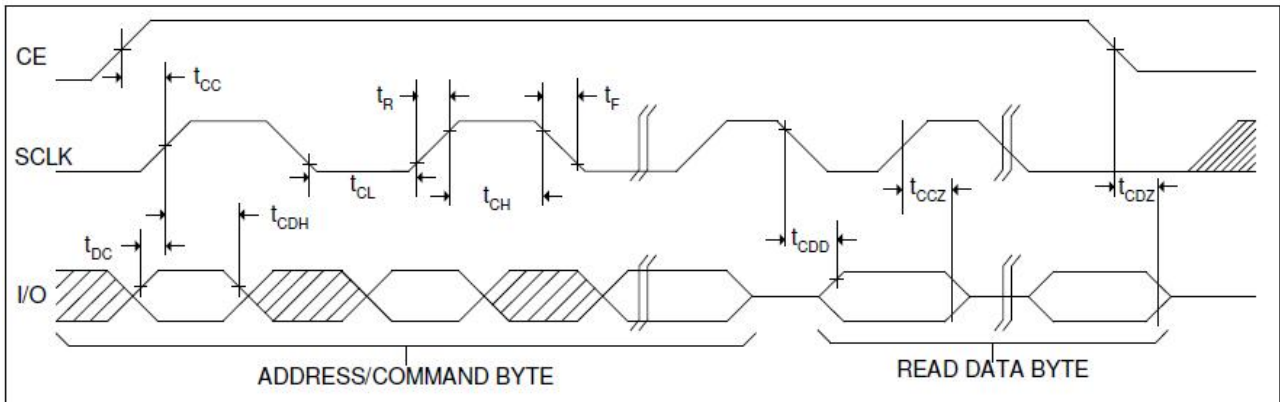 CE
tCC
tR
tF
SCLK
tCL
tCH
tCCZ
tCDZ
tCDH
tDC
tCDD
I/O
ADDRESS/COMMAND BYTE
READ DATA BYTE